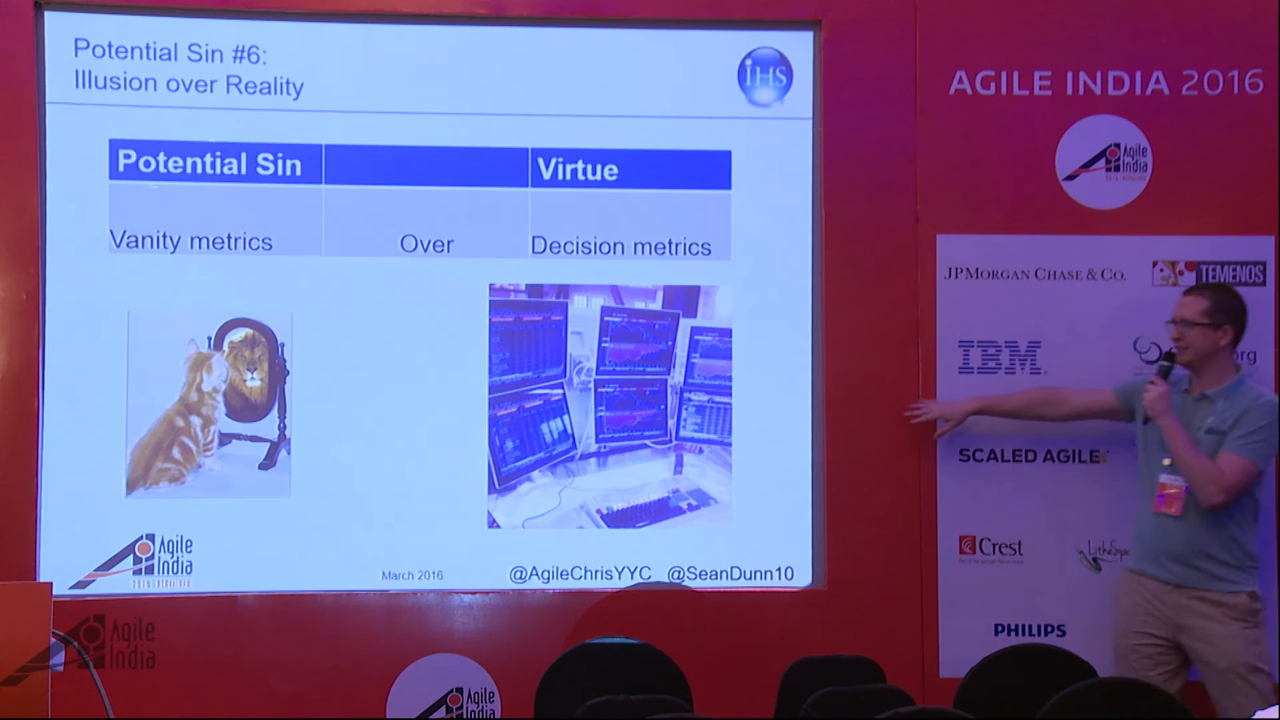 Potential Sin #6:
Illusion over Reality
iHS
Potential Sin
Virtue
Vanity metrics
Over
Decision metrics
Agile
India
March 2016
@AgileChrisYYC @SeanDunn10
AGILE INDIA 2016
Agile
India
JPMORGAN CHASE & CO.
TEMENOS
IBM
org
SCALED AGILE
Crest
PHILIPS
Agile
India
Agile
India